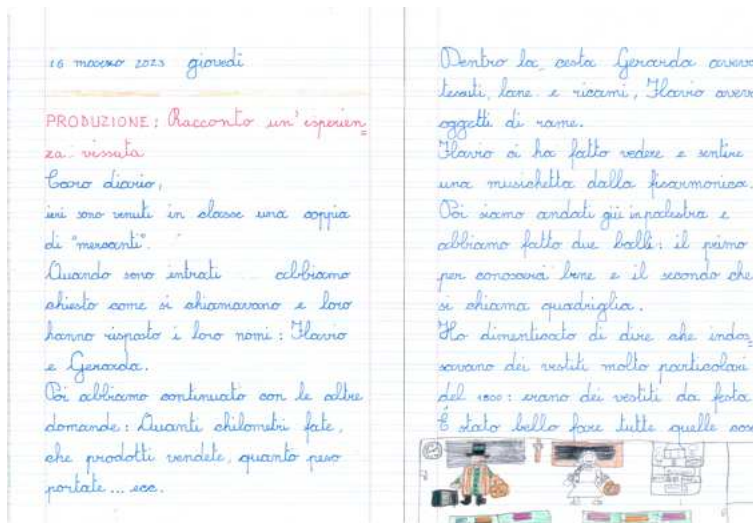 16 marzo 2023 giovedì
PRODUZIONE: Racconto un'esperien=
za vissuta
Caro diario,
ieri sono venuti in classe una coppia
di "mercanti".
Quando sono entrati abbiamo
chiesto come si chiamavano e loro
hanno risposto i loro nomi: Flavio
e Gerarda.
Poi abbiamo continuato con le altre
domande: Quanti chilometri fate,
che prodotti vendete, quanto peso
portate... ecc.
Dentro la cesta Gerarda aveva
tessuti, lane e ricami, Flavio aveva
oggetti di rame.
Flavio ci ha fatto vedere e sentire
una musichetta dalla fisarmonica.
Poi siamo andati giù in palestra e
abbiamo fatto due balli: il primo
per conoscerci bene e il secondo che
si chiama quadriglia.
Ho dimenticato di dire che indos=
savano dei vestiti molto particolari
del 1800: erano dei vestiti da festa
È stato bello fare tutte quelle cose